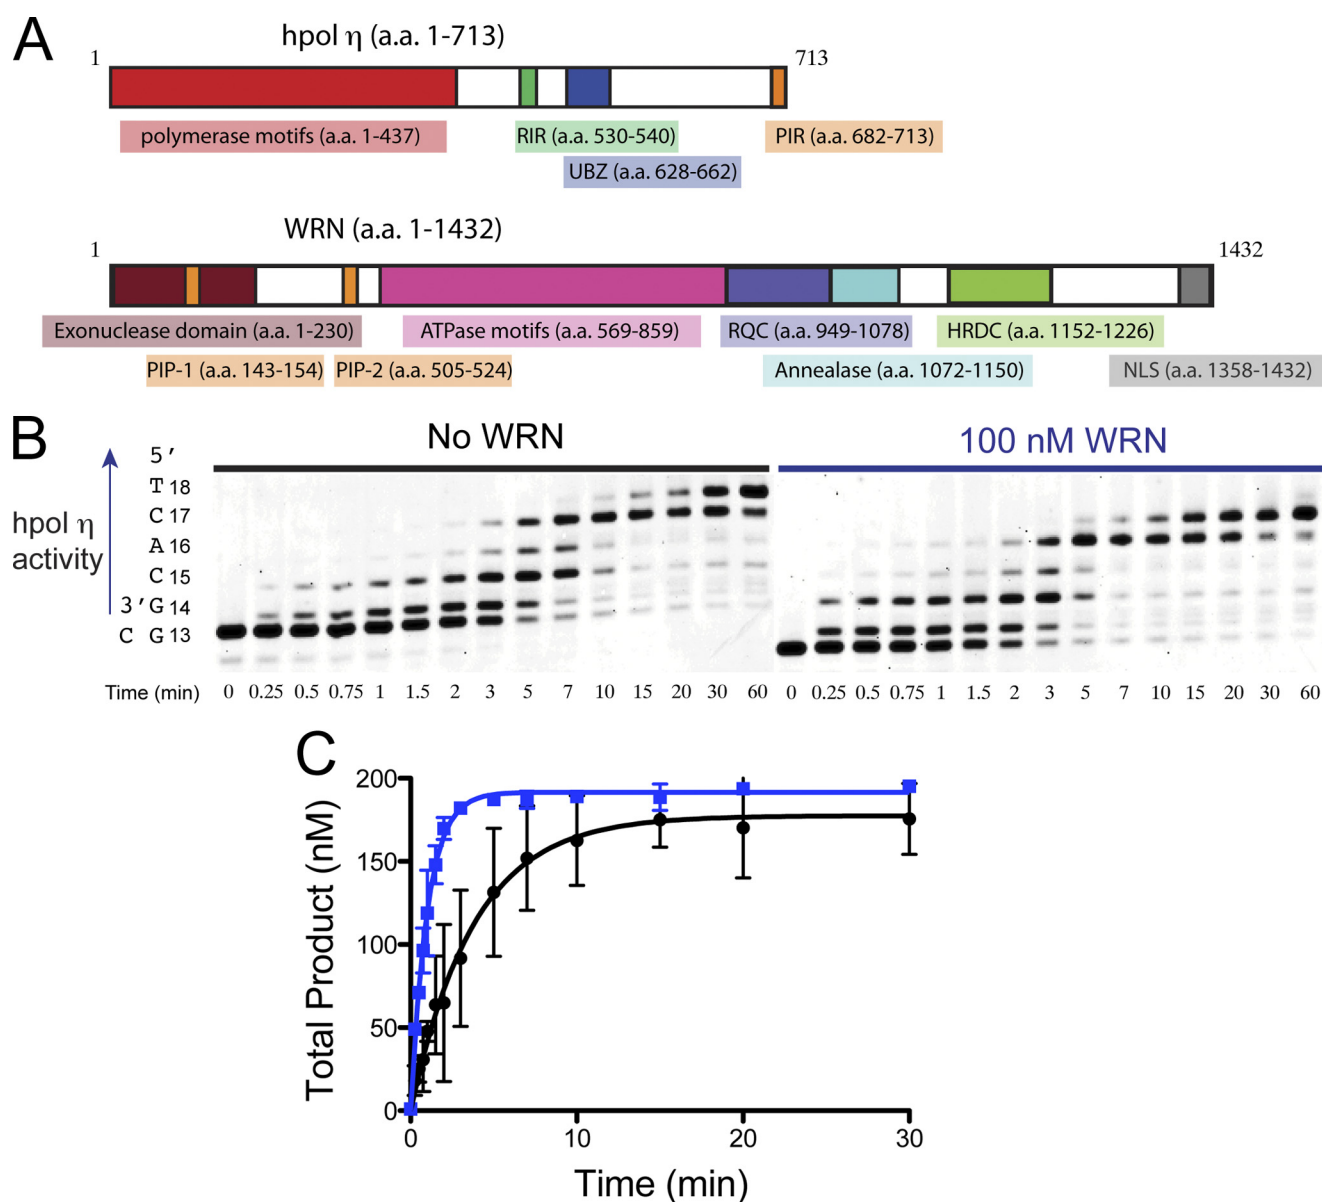 A
hpol η (a.a. 1-713)
1
713
polymerase motifs (a.a. 1-437)
RIR (a.a. 530-540)
PIR (a.a. 682-713)
UBZ (a.a. 628-662)
WRN (a.a. 1-1432)
1
1432
Exonuclease domain (a.a. 1-230)
ATPase motifs (a.a. 569-859)
RQC (a.a. 949-1078)
HRDC (a.a. 1152-1226)
PIP-1 (a.a. 143-154)
PIP-2 (a.a. 505-524)
Annealase (a.a. 1072-1150)
NLS (a.a. 1358-1432)
B
No WRN
100 nM WRN
hpol η
activity
5′
T 18
C 17
A 16
C 15
3′ G 14
C G 13
Time (min) 0 0.25 0.5 0.75 1 1.5 2 3 5 7 10 15 20 30 60 0 0.25 0.5 0.75 1 1.5 2 3 5 7 10 15 20 30 60
C
Total Product (nM)
200
150
100
50
0
0 10 20 30
Time (min)